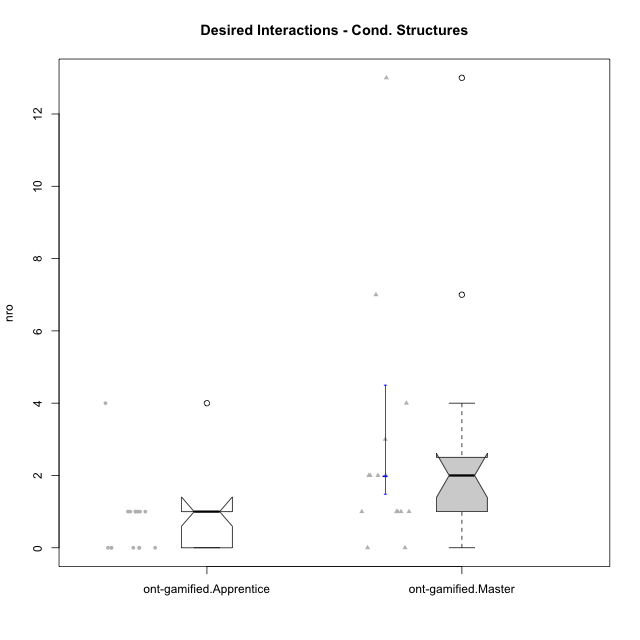 Desired Interactions - Cond. Structures
nro
12
10
8
6
4
2
0
ont-gamified.Apprentice
ont-gamified.Master